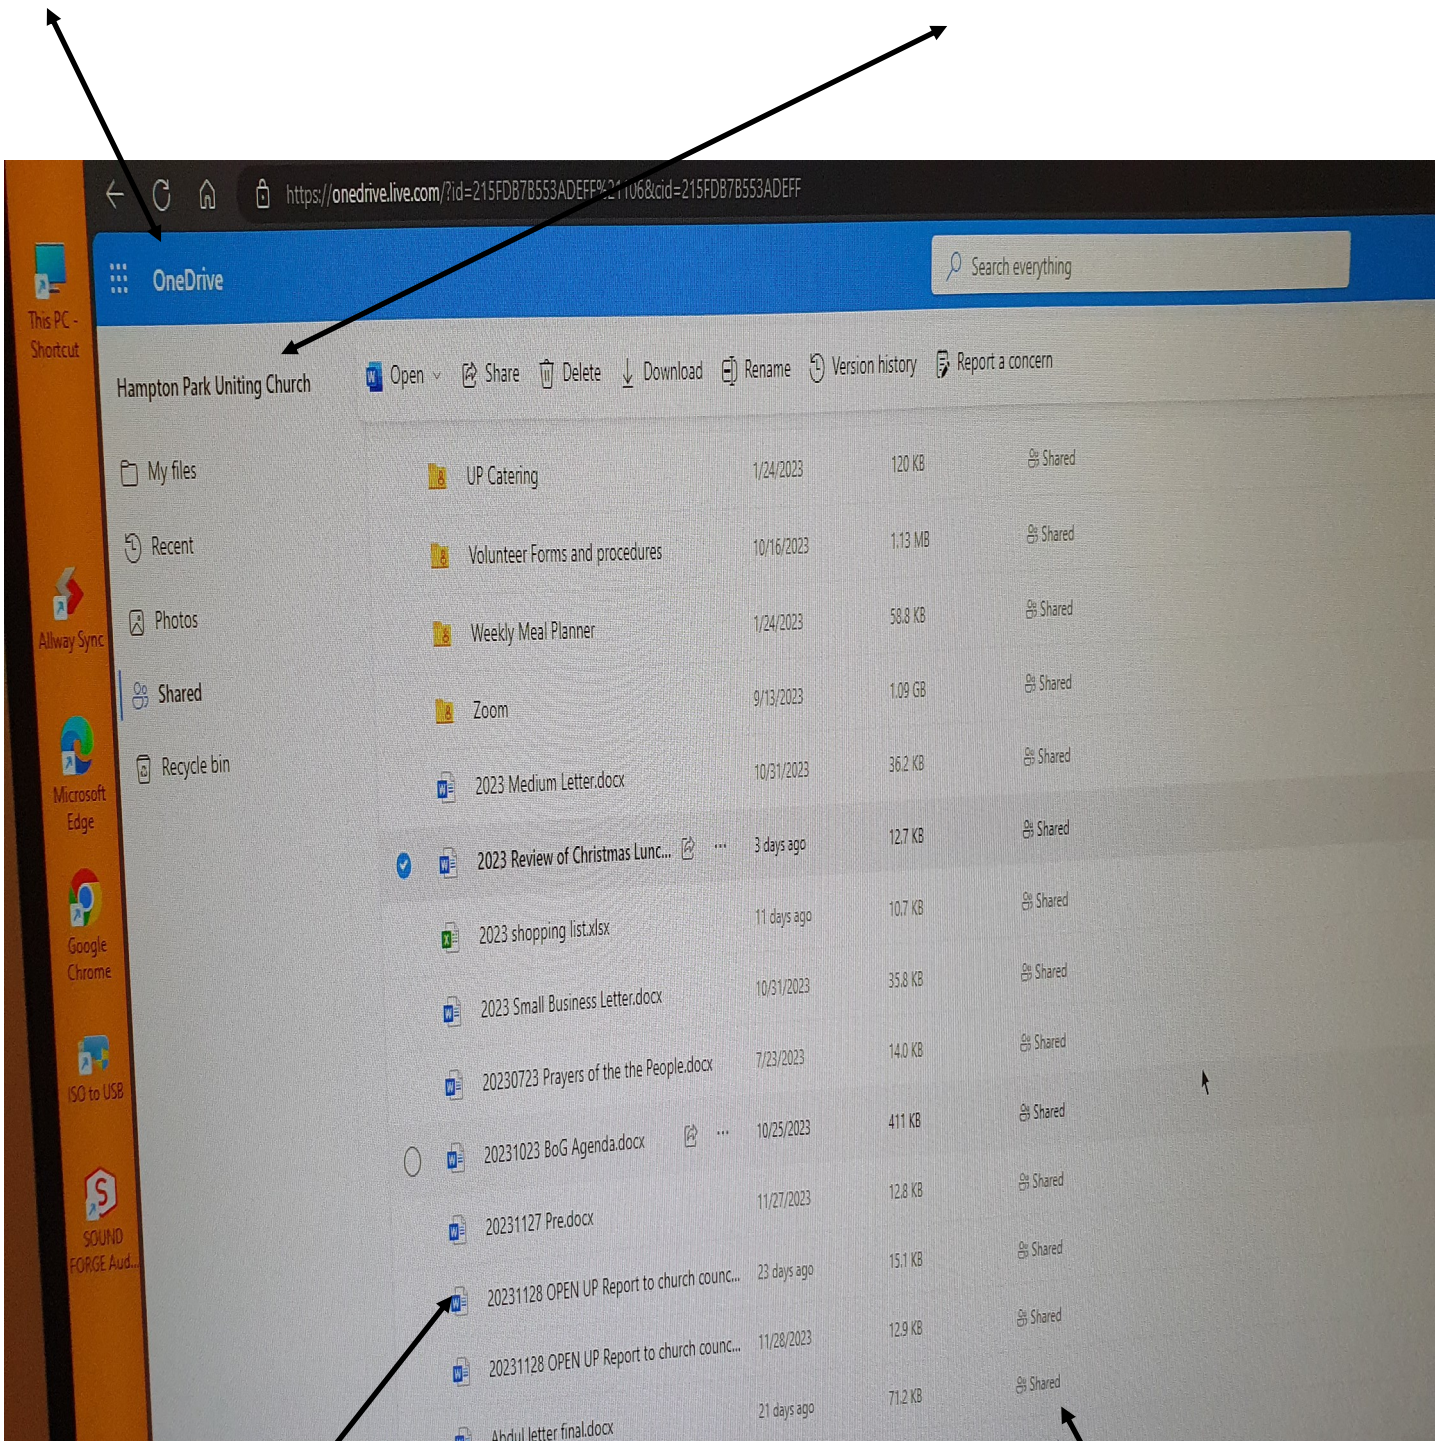 https://onedrive.live.com/?id=215FDB7B553ADEFF%21106&cid=215FDB7B553ADEFF
OneDrive
Search everything
This PC -
Shortcut
Hampton Park Uniting Church
Open Share Delete Download Rename Version history Report a concern
My files
Recent
Photos
Shared
Recycle bin
UP Catering 1/24/2023 120 KB Shared
Volunteer Forms and procedures 10/16/2023 1.13 MB Shared
Weekly Meal Planner 1/24/2023 58.8 KB Shared
Zoom 9/13/2023 1.09 GB Shared
2023 Medium Letter.docx 10/31/2023 36.2 KB Shared
2023 Review of Christmas Lunc... 3 days ago 12.7 KB Shared
2023 shopping list.xlsx 11 days ago 10.7 KB Shared
2023 Small Business Letter.docx 10/31/2023 35.8 KB Shared
20230723 Prayers of the the People.docx 7/23/2023 14.0 KB Shared
20231023 BoG Agenda.docx 10/25/2023 411 KB Shared
20231127 Pre.docx 11/27/2023 12.8 KB Shared
20231128 OPEN UP Report to church counc... 23 days ago 15.1 KB Shared
20231128 OPEN UP Report to church counc... 11/28/2023 12.9 KB Shared
Abdul letter final.docx 21 days ago 71.2 KB Shared
Allway Sync
Microsoft
Edge
Google
Chrome
ISO to USB
SOUND
FORGE Aud...